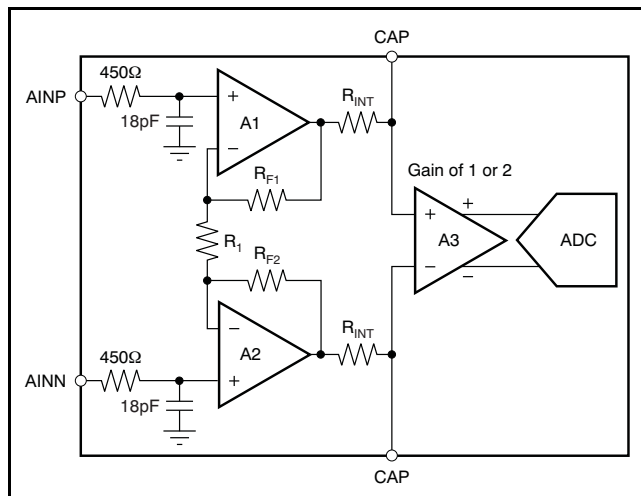 CAP
450Ω
AINP
18pF
+
A1
−
R_INT
R_F1
Gain of 1 or 2
+
+
A3
ADC
−
−
R_1
R_F2
−
A2
+
R_INT
450Ω
AINN
18pF
CAP